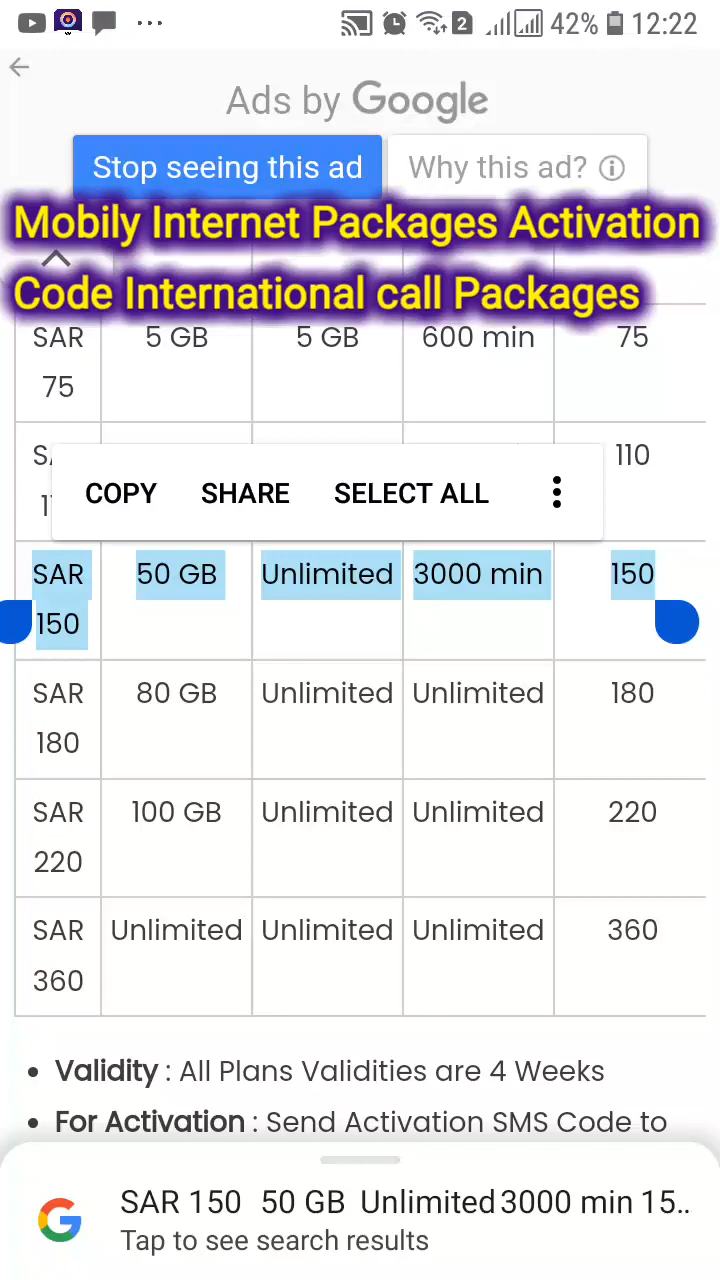 2 42% 12:22
Ads by Google
Stop seeing this ad Why this ad?
Mobily Internet Packages Activation
Code International call Packages
SAR 5 GB 5 GB 600 min 75
75
110
COPY SHARE SELECT ALL
SAR 50 GB Unlimited 3000 min 150
150
SAR 80 GB Unlimited Unlimited 180
180
SAR 100 GB Unlimited Unlimited 220
220
SAR Unlimited Unlimited Unlimited 360
360
• Validity : All Plans Validities are 4 Weeks
• For Activation : Send Activation SMS Code to
SAR 150 50 GB Unlimited 3000 min 15..
Tap to see search results